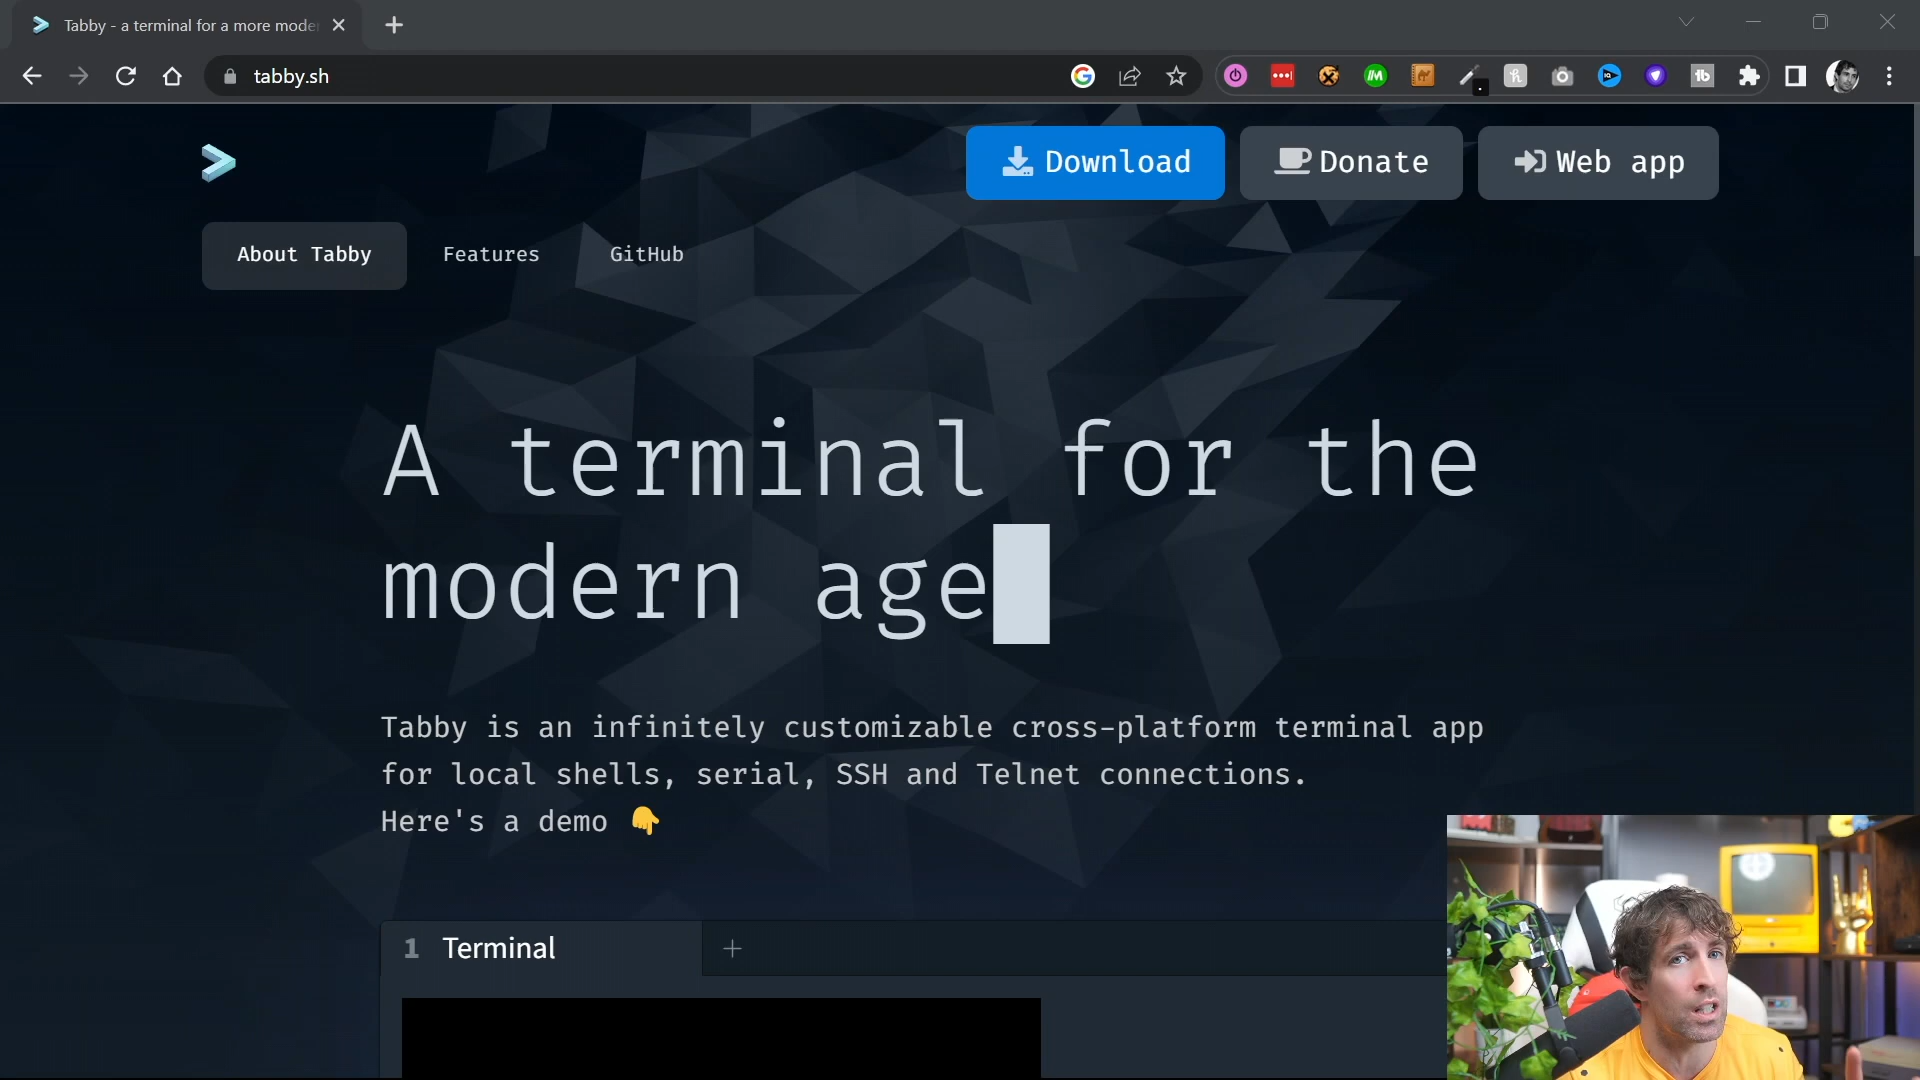 Tabby - a terminal for a more mode
tabby.sh
Download
Donate
Web app
About Tabby
Features
GitHub
A terminal for the
modern age
Tabby is an infinitely customizable cross-platform terminal app
for local shells, serial, SSH and Telnet connections.
Here's a demo 👇
1 Terminal